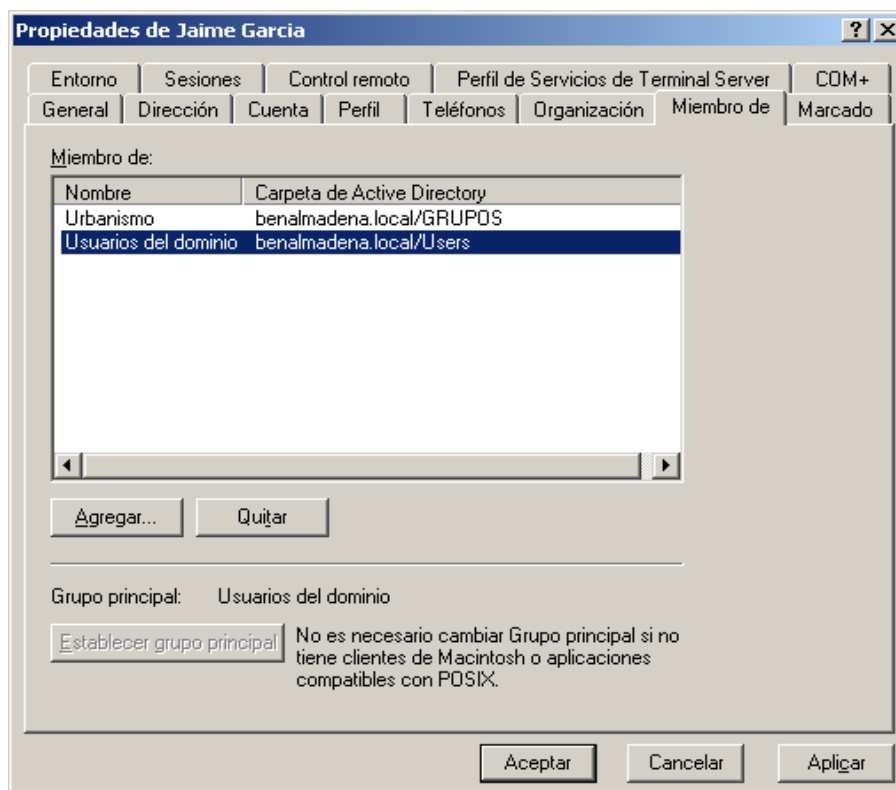 Propiedades de Jaime Garcia
Entorno Sesiones Control remoto Perfil de Servicios de Terminal Server COM+
General Dirección Cuenta Perfil Teléfonos Organización Miembro de Marcado
Miembro de:
Nombre Carpeta de Active Directory
Urbanismo benalmadena.local/GRUPOS
Usuarios del dominio benalmadena.local/Users
Agregar... Quitar
Grupo principal: Usuarios del dominio
Establecer grupo principal
No es necesario cambiar Grupo principal si no
tiene clientes de Macintosh o aplicaciones
compatibles con POSIX.
Aceptar Cancelar Aplicar